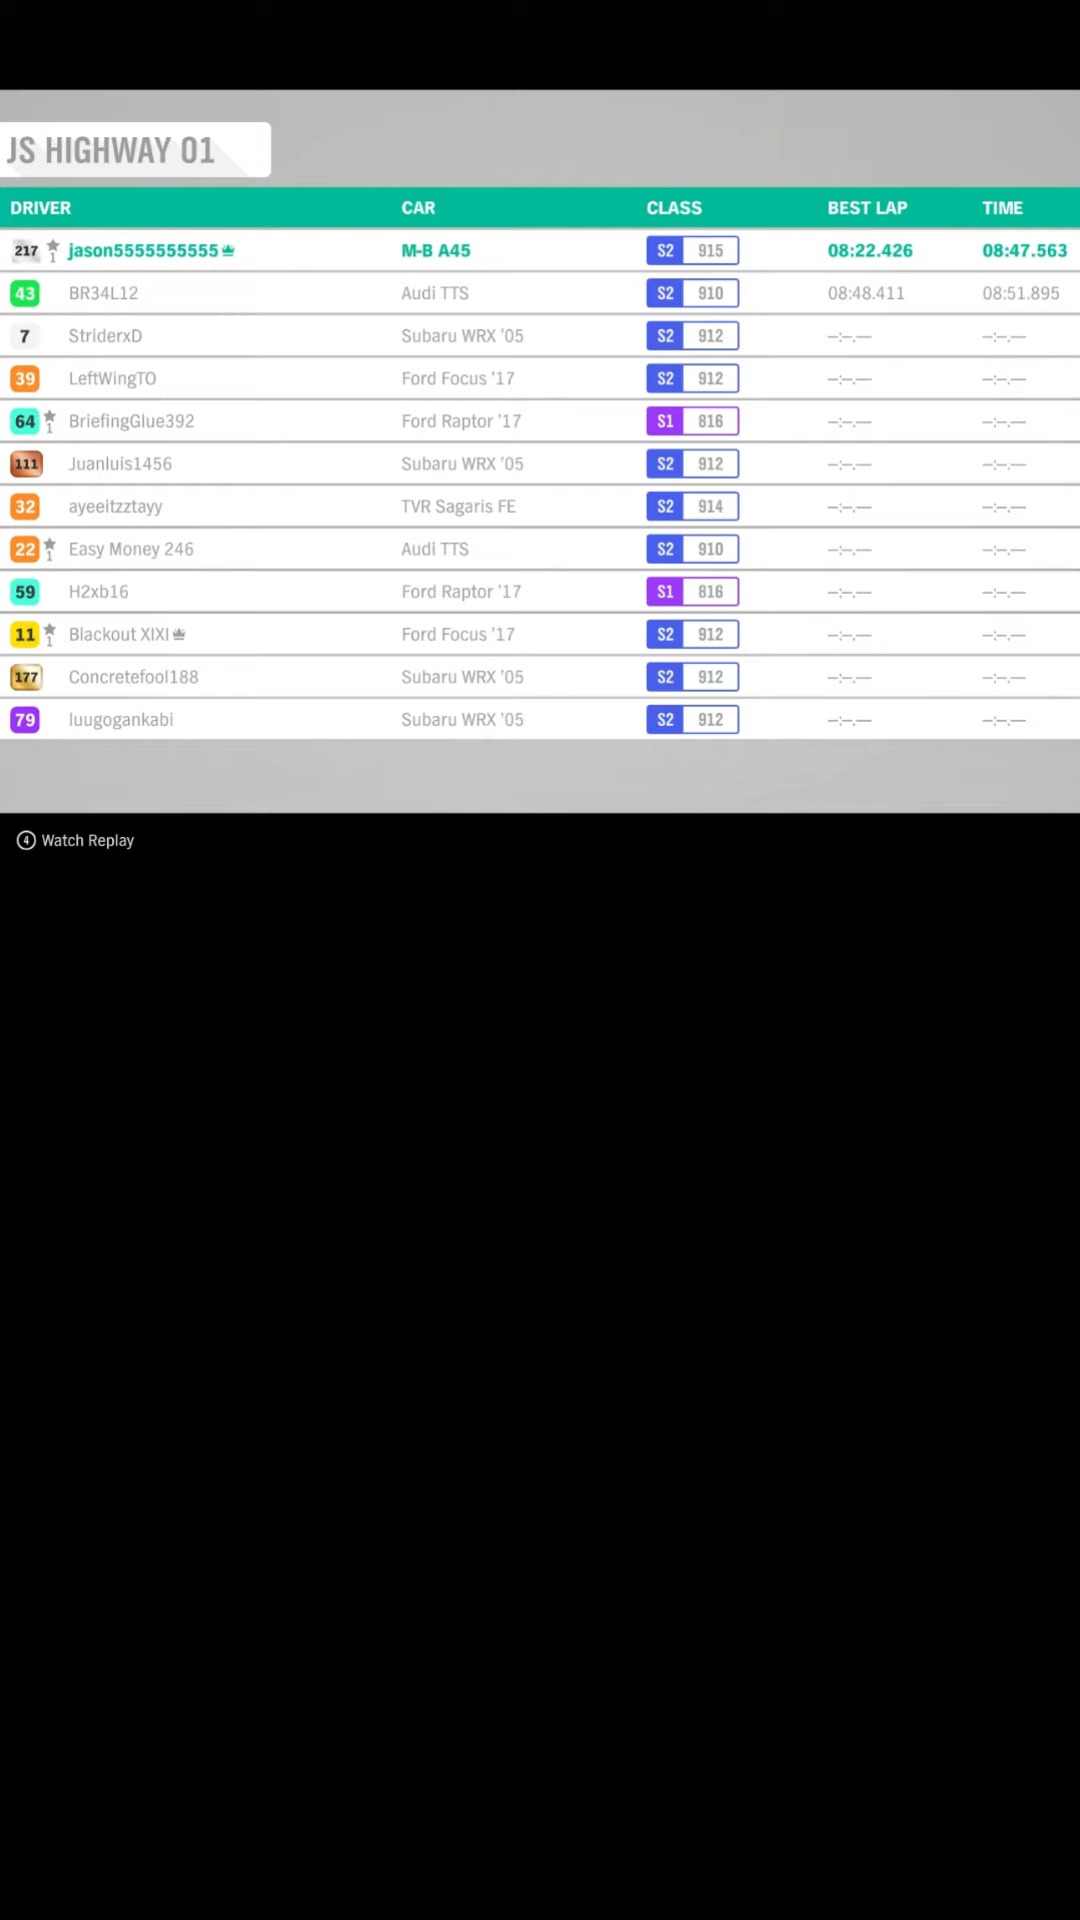 JS HIGHWAY 01
DRIVER CAR CLASS BEST LAP TIME
217 1 jason5555555555 M-B A45 S2 915 08:22.426 08:47.563
43 BR34L12 Audi TTS S2 910 08:48.411 08:51.895
7 StriderxD Subaru WRX '05 S2 912 --:--.--- --:--.---
39 LeftWingTO Ford Focus '17 S2 912 --:--.--- --:--.---
64 1 BriefingGlue392 Ford Raptor '17 S1 816 --:--.--- --:--.---
111 Juanluis1456 Subaru WRX '05 S2 912 --:--.--- --:--.---
32 ayeeitzztayy TVR Sagaris FE S2 914 --:--.--- --:--.---
22 1 Easy Money 246 Audi TTS S2 910 --:--.--- --:--.---
59 H2xb16 Ford Raptor '17 S1 816 --:--.--- --:--.---
11 1 Blackout XIXI Ford Focus '17 S2 912 --:--.--- --:--.---
177 Concretefool188 Subaru WRX '05 S2 912 --:--.--- --:--.---
79 luugogankabi Subaru WRX '05 S2 912 --:--.--- --:--.---
4 Watch Replay